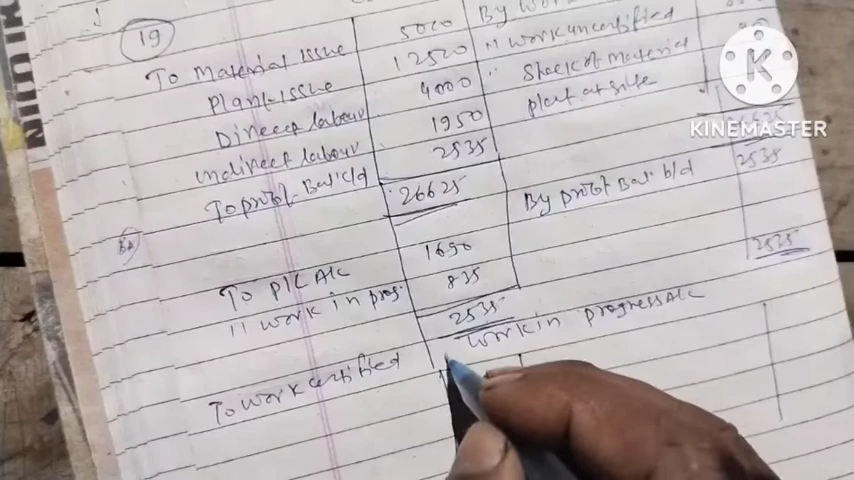 19
To Material Issue 5000 By work
Plant Issue 12520 " work uncertified
Direct labour 4000 " Stock of material
Indirect labour 1950 plant at site
To profit Bal. c/d 2535
26625
2535
By profit Bal. b/d
To P/L A/c 1690
" work in prog. 835
2535
2525
work in progress A/c
To work certified
K
KINEMASTER